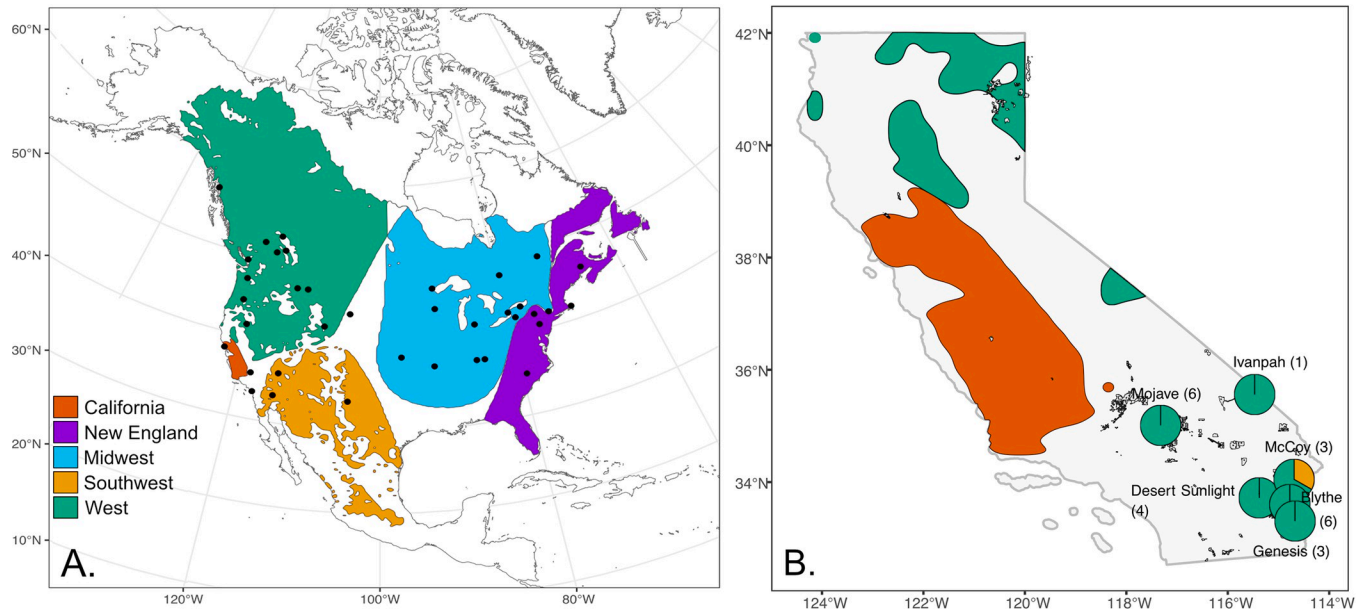 60°N
50°N
40°N
30°N
20°N
10°N
120°W
100°W
80°W
California
New England
Midwest
Southwest
West
A.
42°N
40°N
38°N
36°N
34°N
124°W
122°W
120°W
118°W
116°W
114°W
Ivanpah (1)
Mojave (6)
McCoy (3)
Desert Sunlight
(4)
Blythe
(6)
Genesis (3)
B.